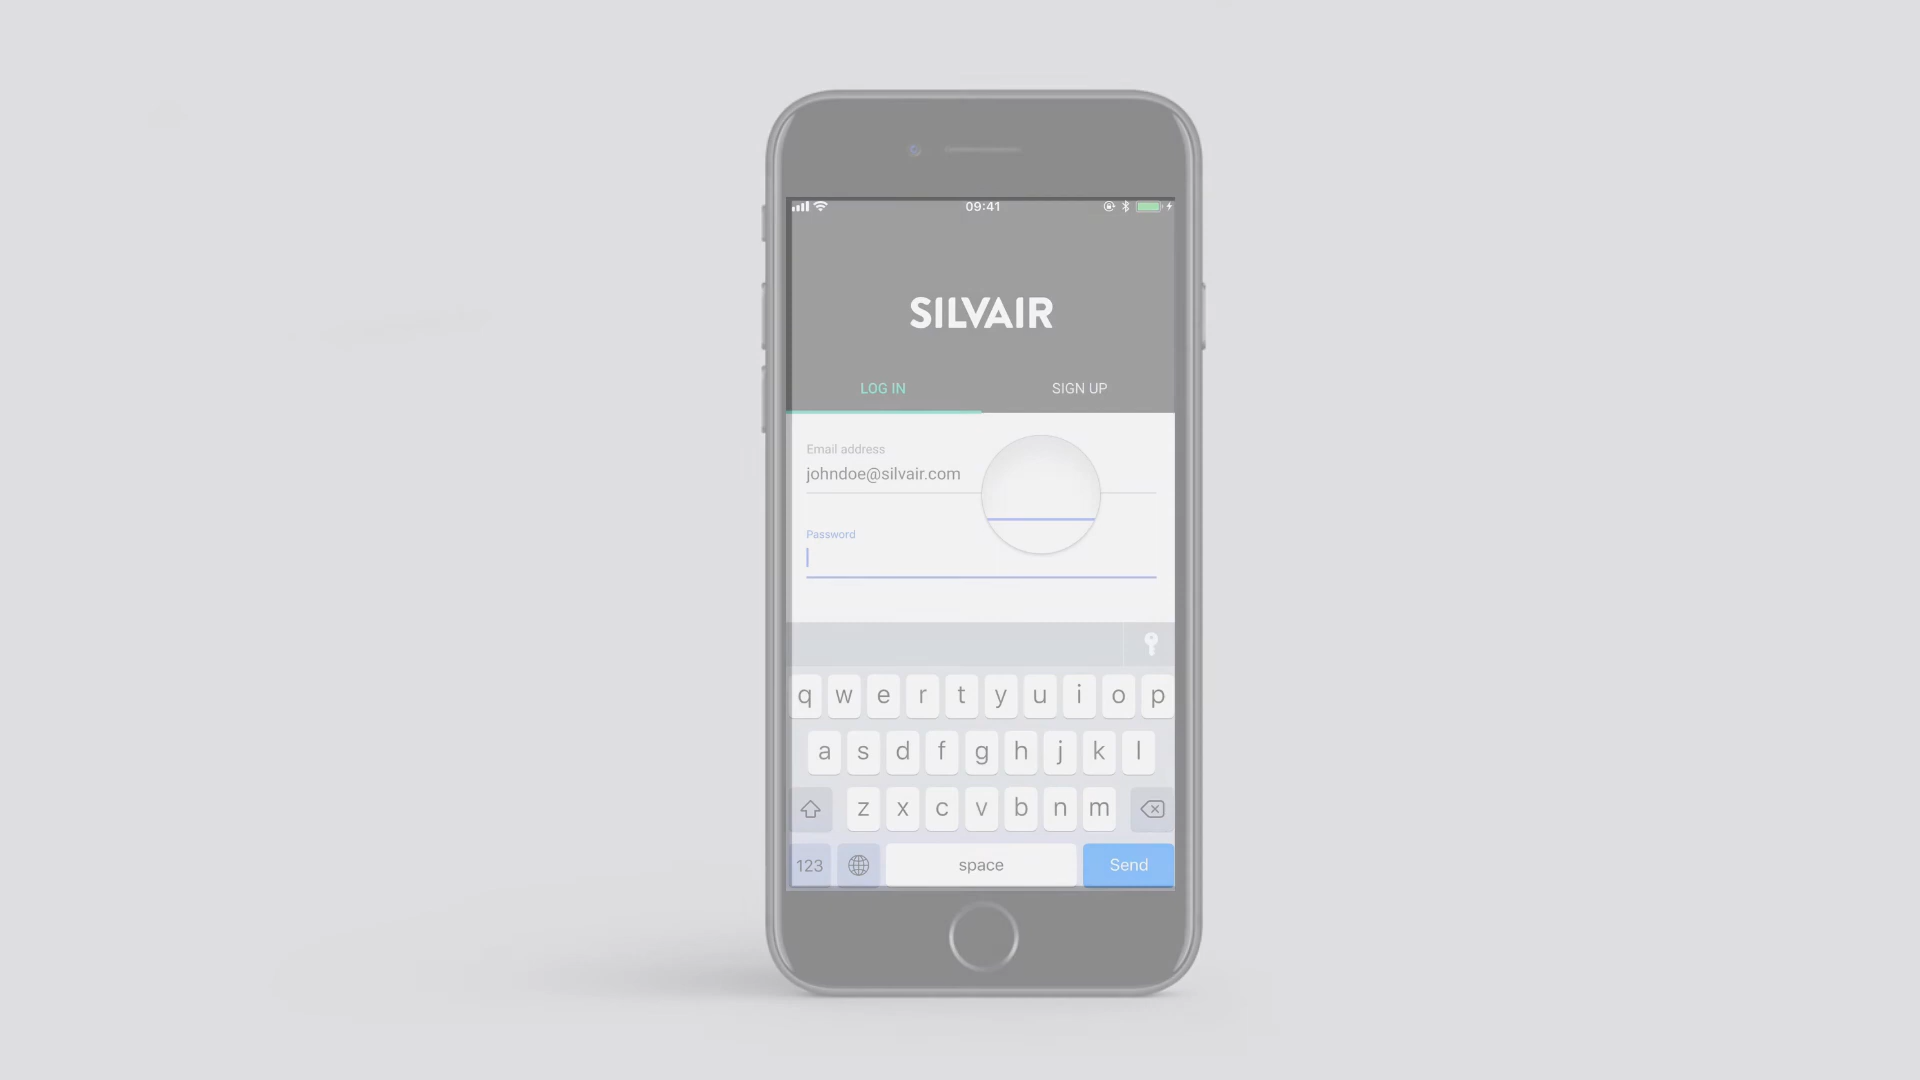 09:41
SILVAIR
LOG IN SIGN UP
Email address
johndoe@silvair.com
Password
q w e r t y u i o p
a s d f g h j k l
z x c v b n m
123 space Send